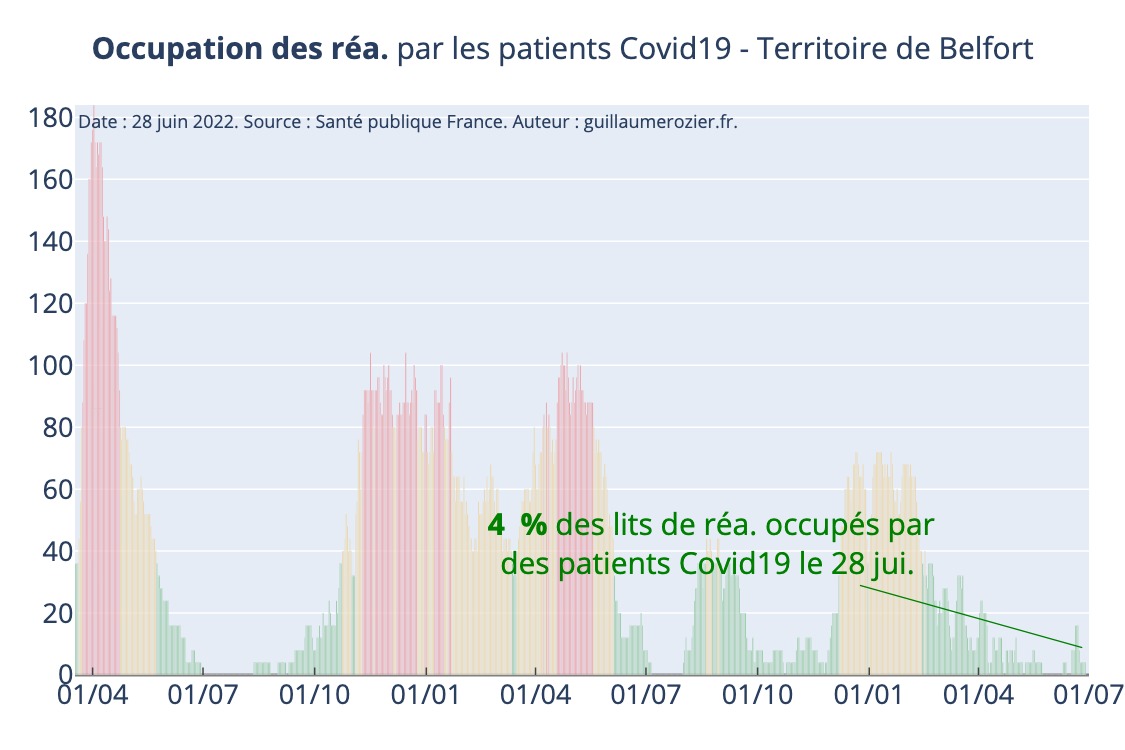 Occupation des réa. par les patients Covid19 - Territoire de Belfort
180
Date : 28 juin 2022. Source : Santé publique France. Auteur : guillaumerozier.fr.
160
140
120
100
80
60
4 % des lits de réa. occupés par
des patients Covid19 le 28 jui.
40
20
0
01/04 01/07 01/10 01/01 01/04 01/07 01/10 01/01 01/04 01/07